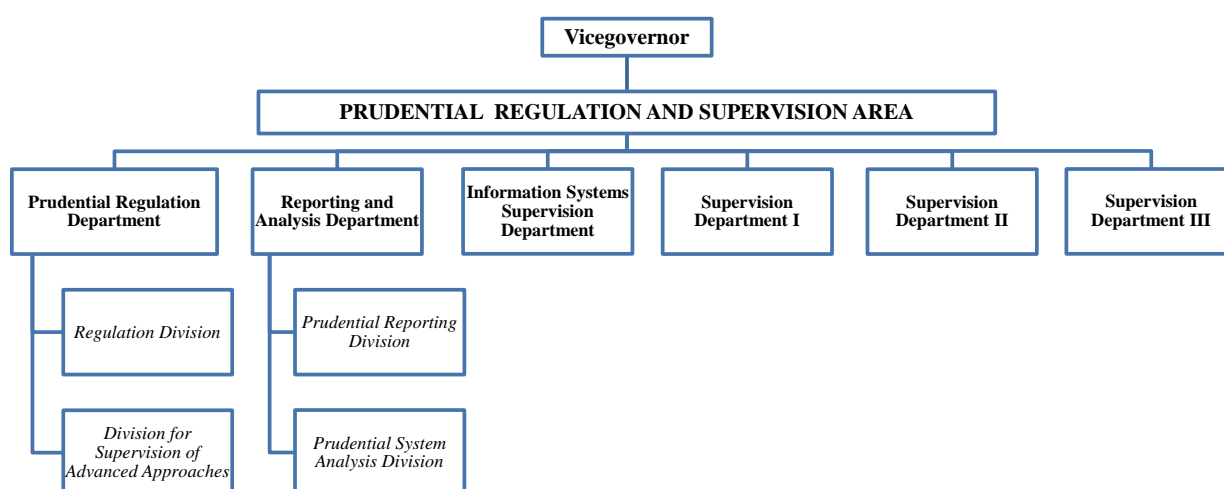 Vicegovernor
PRUDENTIAL REGULATION AND SUPERVISION AREA
Prudential Regulation
Department
Reporting and
Analysis Department
Information Systems
Supervision
Department
Supervision
Department I
Supervision
Department II
Supervision
Department III
Regulation Division
Prudential Reporting
Division
Division for
Supervision of
Advanced Approaches
Prudential System
Analysis Division